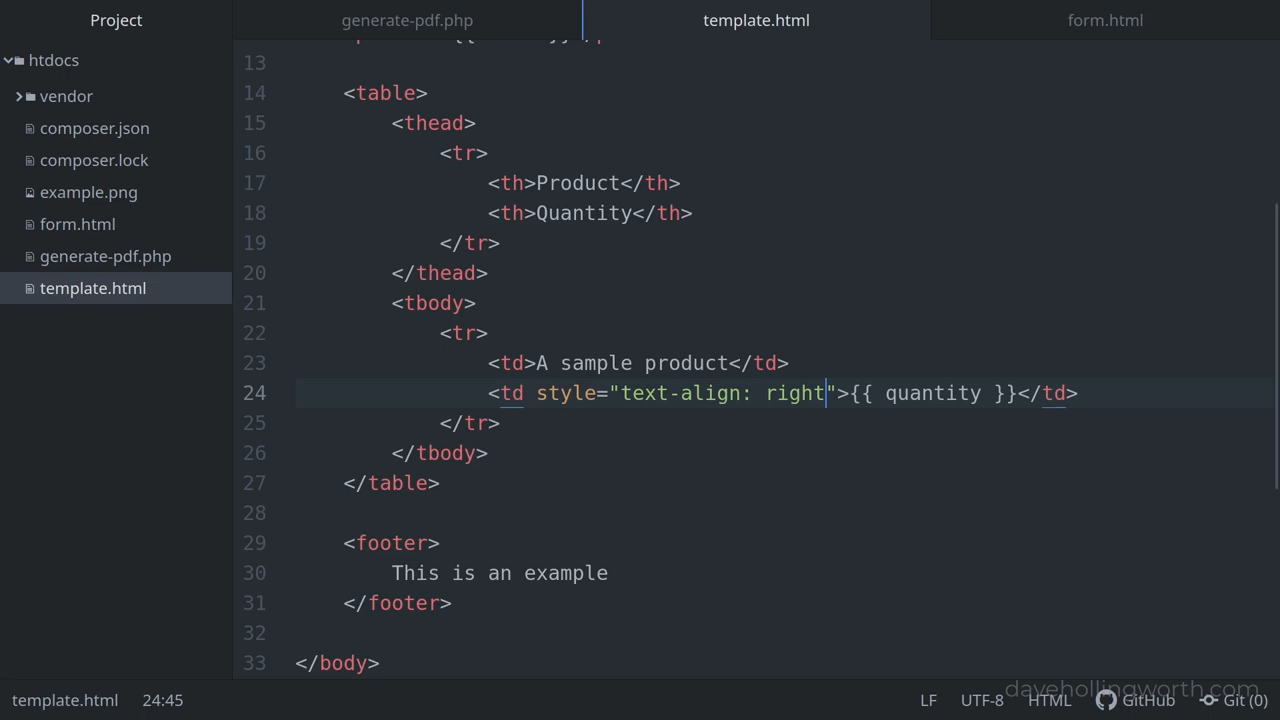 Project
generate-pdf.php
template.html
form.html
htdocs
vendor
composer.json
composer.lock
example.png
form.html
generate-pdf.php
template.html
13
14 <table>
15 <thead>
16 <tr>
17 <th>Product</th>
18 <th>Quantity</th>
19 </tr>
20 </thead>
21 <tbody>
22 <tr>
23 <td>A sample product</td>
24 <td style="text-align: right">{{ quantity }}</td>
25 </tr>
26 </tbody>
27 </table>
28
29 <footer>
30 This is an example
31 </footer>
32
33 </body>
davehollingworth.com
template.html 24:45 LF UTF-8 HTML GitHub Git (0)